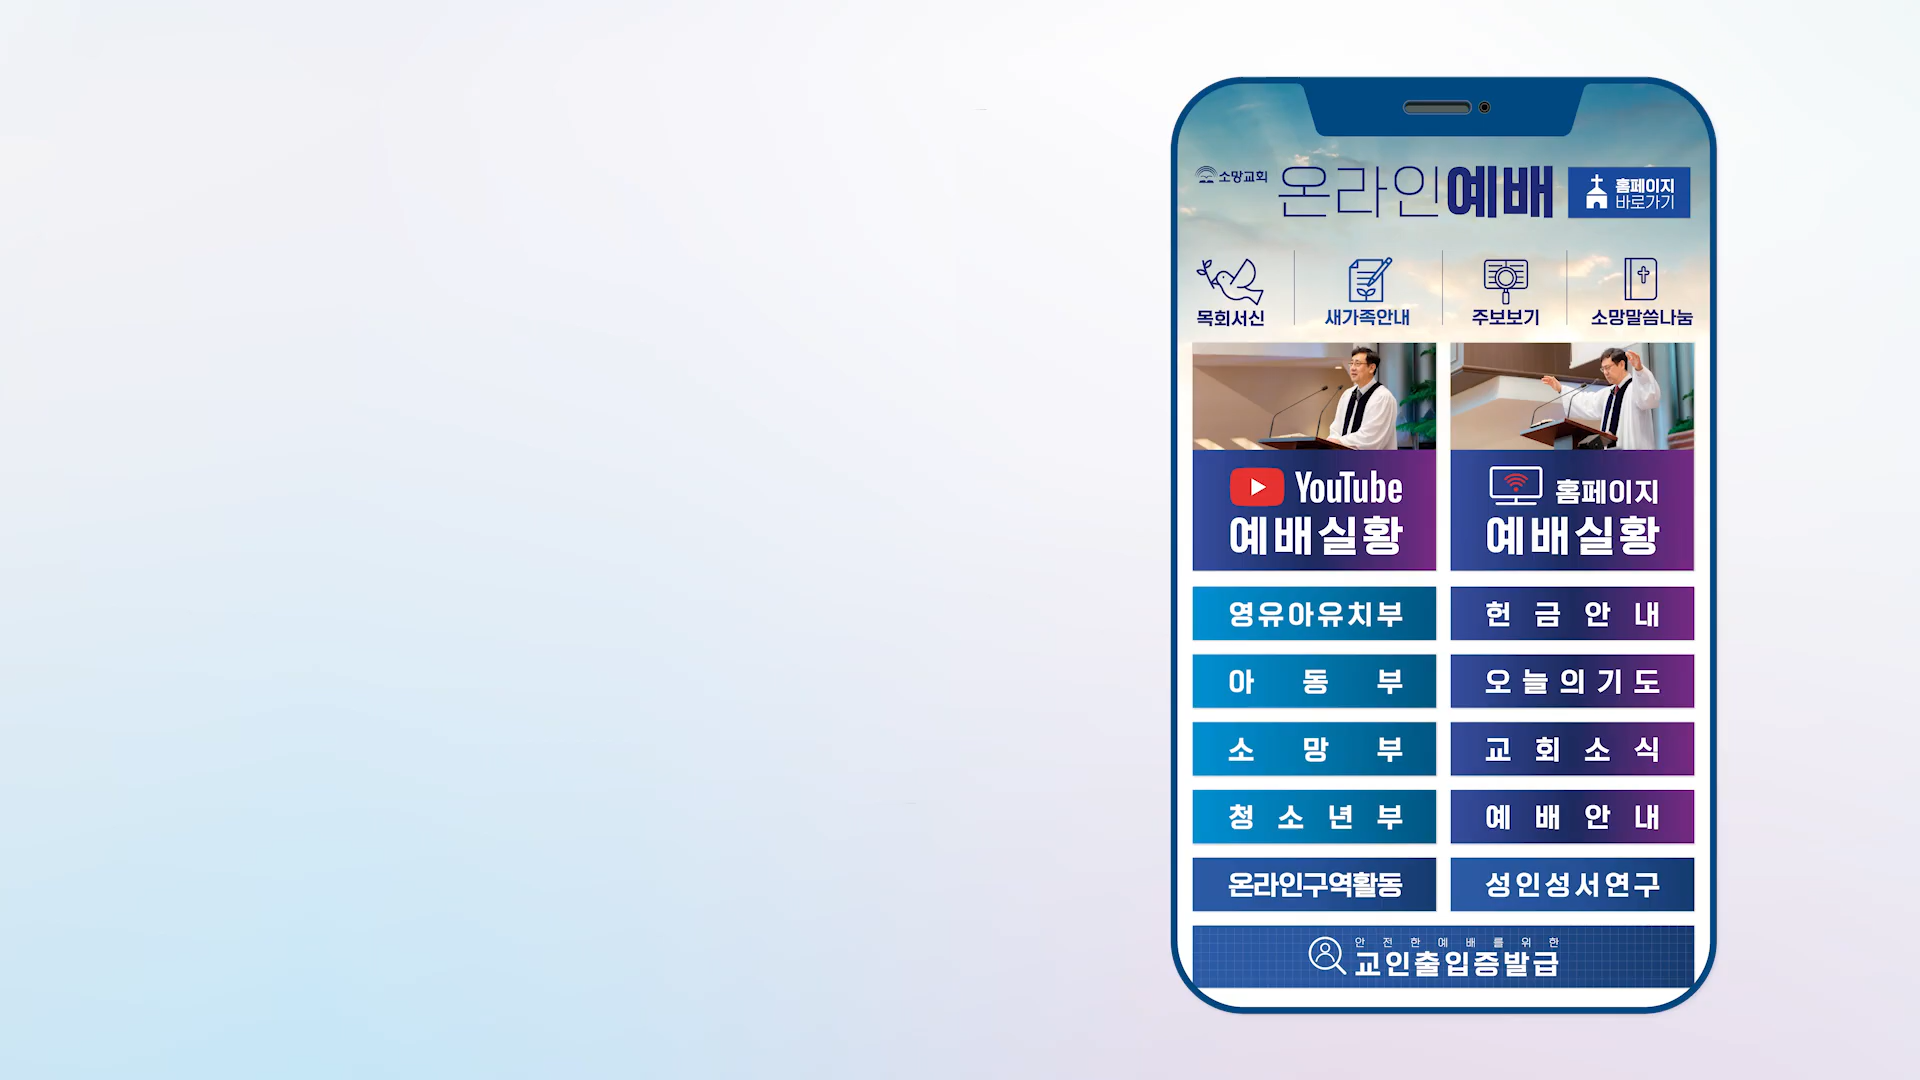 소망교회 온라인예배 홈페이지
바로가기
목회서신 새가족안내 주보보기 소망말씀나눔
YouTube
예배실황
홈페이지
예배실황
영유아유치부 헌금안내
아동부 오늘의기도
소망부 교회소식
청소년부 예배안내
온라인구역활동 성인성서연구
안전한예배를위한
교인출입증발급